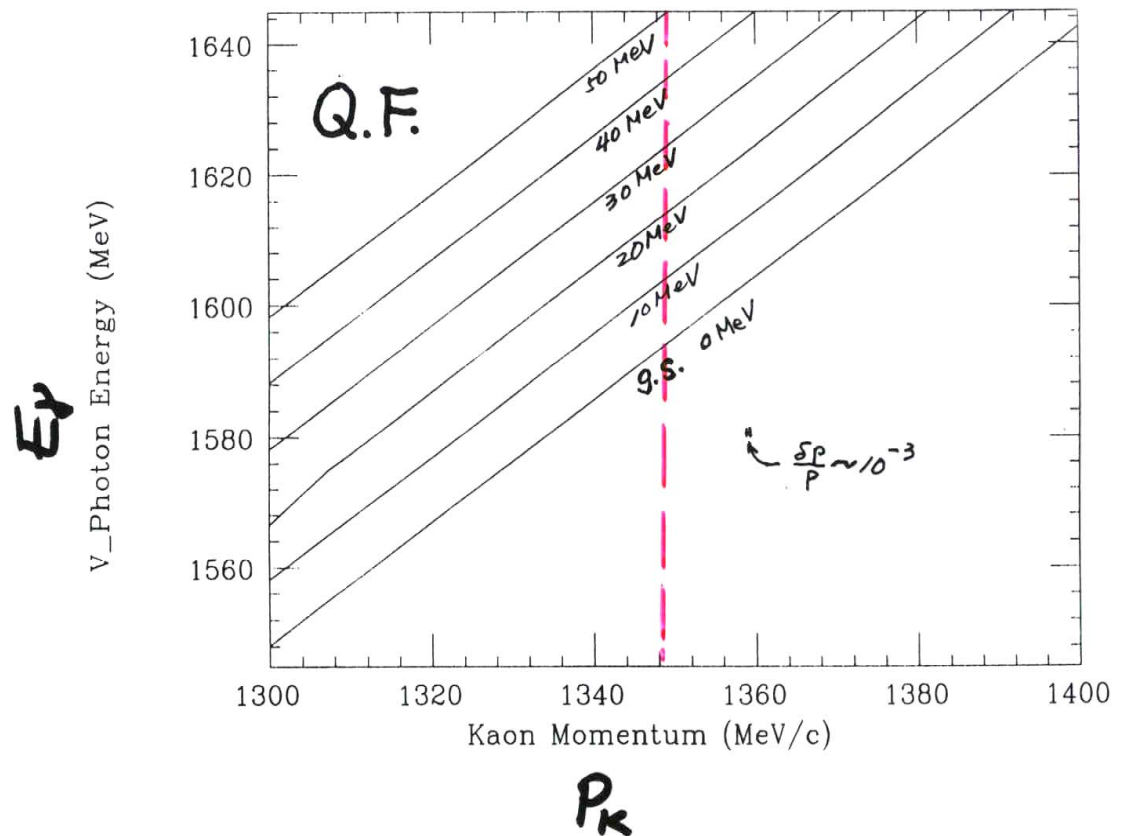 1640
1620
1600
1580
1560
Q.F.
50 MeV
40 MeV
30 MeV
20 MeV
10 MeV
g.s. 0 MeV
δp/p ~ 10⁻³
Eγ
V_Photon Energy (MeV)
1300 1320 1340 1360 1380 1400
Kaon Momentum (MeV/c)
PK